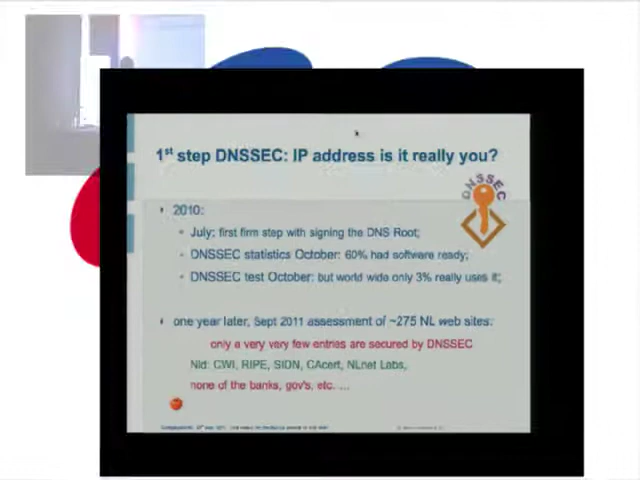 1st step DNSSEC: IP address is it really you?
DNSSEC
2010:
July: first firm step with signing the DNS Root;
DNSSEC statistics October: 60% had software ready;
DNSSEC test October: but world wide only 3% really uses it;
one year later, Sept 2011 assessment of ~275 NL web sites:
only a very very few entries are secured by DNSSEC
Nld: CWI, RIPE, SIDN, CAcert, NLnet Labs,
none of the banks, gov's, etc. ...